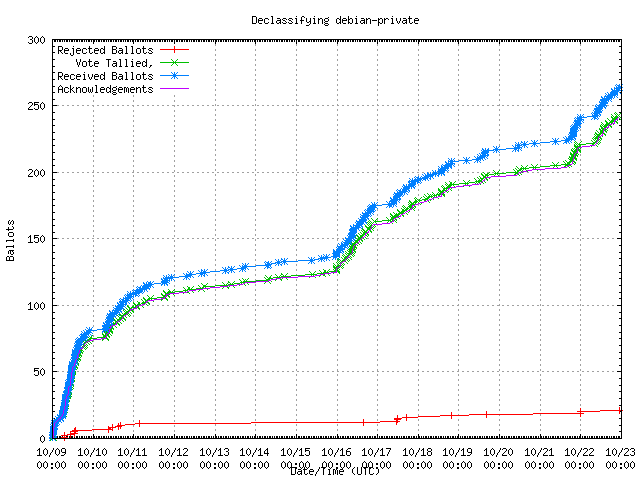 Declassifying debian-private
300
250
200
150
100
50
0
Ballots
Rejected Ballots
Vote Tallied,
Received Ballots
Acknowledgements
10/09 10/10 10/11 10/12 10/13 10/14 10/15 10/16 10/17 10/18 10/19 10/20 10/21 10/22 10/23
00:00 00:00 00:00 00:00 00:00 00:00 00:00 00:00 00:00 00:00 00:00 00:00 00:00 00:00 00:00
Date/Time (UTC)